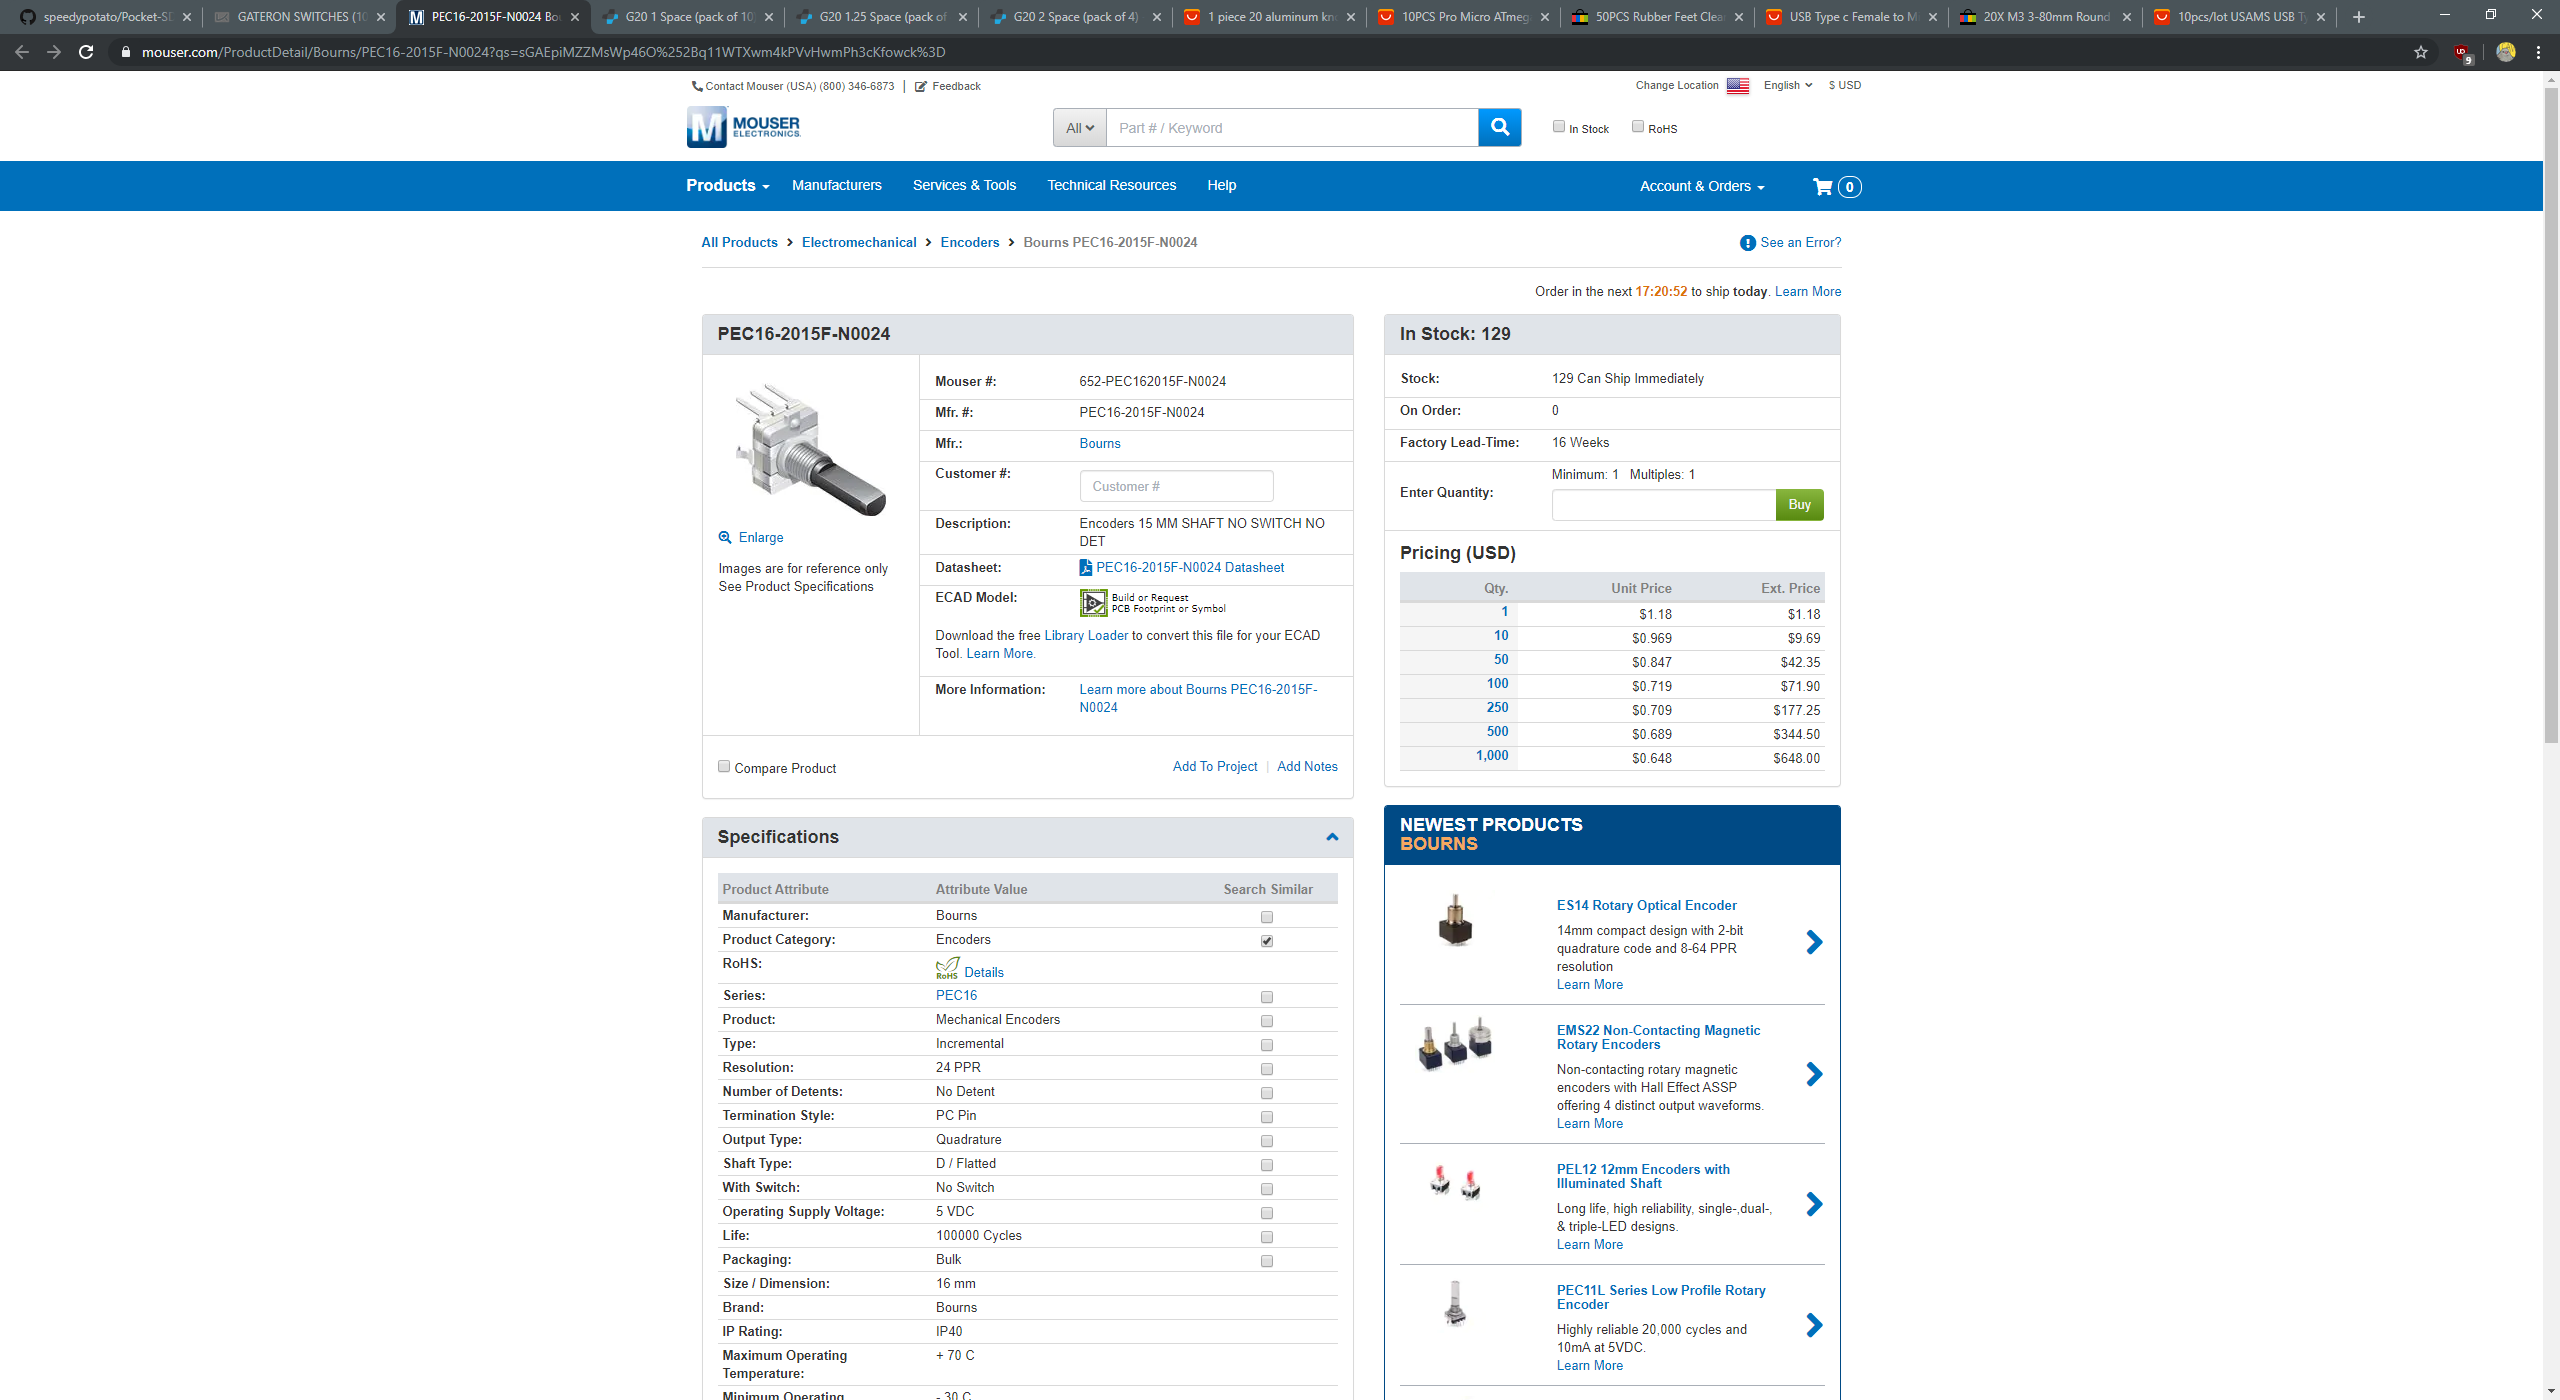 speedypotato/Pocket-SD
GATERON SWITCHES (10
PEC16-2015F-N0024 Bou
G20 1 Space (pack of 10)
G20 1.25 Space (pack of
G20 2 Space (pack of 4)
1 piece 20 aluminum kno
10PCS Pro Micro ATmega
50PCS Rubber Feet Clear
USB Type c Female to M
20X M3 3-80mm Round
10pcs/lot USAMS USB Ty
mouser.com/ProductDetail/Bourns/PEC16-2015F-N0024?qs=sGAEpiMZZMsWp46O%252Bq11WTXwm4kPVvHwmPh3cKfowck%3D
9
Contact Mouser (USA) (800) 346-6873 | Feedback
Change Location English $ USD
M MOUSER ELECTRONICS
All Part # / Keyword
In Stock RoHS
Products Manufacturers Services & Tools Technical Resources Help
Account & Orders 0
All Products > Electromechanical > Encoders > Bourns PEC16-2015F-N0024
See an Error?
Order in the next 17:20:52 to ship today. Learn More
PEC16-2015F-N0024
Enlarge
Images are for reference only
See Product Specifications
Mouser #: 652-PEC162015F-N0024
Mfr. #: PEC16-2015F-N0024
Mfr.: Bourns
Customer #: Customer #
Description: Encoders 15 MM SHAFT NO SWITCH NO
DET
Datasheet: PEC16-2015F-N0024 Datasheet
ECAD Model: Build or Request
PCB Footprint or Symbol
Download the free Library Loader to convert this file for your ECAD
Tool. Learn More.
More Information: Learn more about Bourns PEC16-2015F-
N0024
Compare Product
Add To Project | Add Notes
In Stock: 129
Stock: 129 Can Ship Immediately
On Order: 0
Factory Lead-Time: 16 Weeks
Minimum: 1 Multiples: 1
Enter Quantity: Buy
Pricing (USD)
Qty. Unit Price Ext. Price
1 $1.18 $1.18
10 $0.969 $9.69
50 $0.847 $42.35
100 $0.719 $71.90
250 $0.709 $177.25
500 $0.689 $344.50
1,000 $0.648 $648.00
Specifications
Product Attribute Attribute Value Search Similar
Manufacturer: Bourns
Product Category: Encoders
RoHS: RoHS Details
Series: PEC16
Product: Mechanical Encoders
Type: Incremental
Resolution: 24 PPR
Number of Detents: No Detent
Termination Style: PC Pin
Output Type: Quadrature
Shaft Type: D / Flatted
With Switch: No Switch
Operating Supply Voltage: 5 VDC
Life: 100000 Cycles
Packaging: Bulk
Size / Dimension: 16 mm
Brand: Bourns
IP Rating: IP40
Maximum Operating + 70 C
Temperature:
Minimum Operating - 30 C
NEWEST PRODUCTS
BOURNS
ES14 Rotary Optical Encoder
14mm compact design with 2-bit
quadrature code and 8-64 PPR
resolution
Learn More
EMS22 Non-Contacting Magnetic
Rotary Encoders
Non-contacting rotary magnetic
encoders with Hall Effect ASSP
offering 4 distinct output waveforms.
Learn More
PEL12 12mm Encoders with
Illuminated Shaft
Long life, high reliability, single-,dual-,
& triple-LED designs.
Learn More
PEC11L Series Low Profile Rotary
Encoder
Highly reliable 20,000 cycles and
10mA at 5VDC.
Learn More